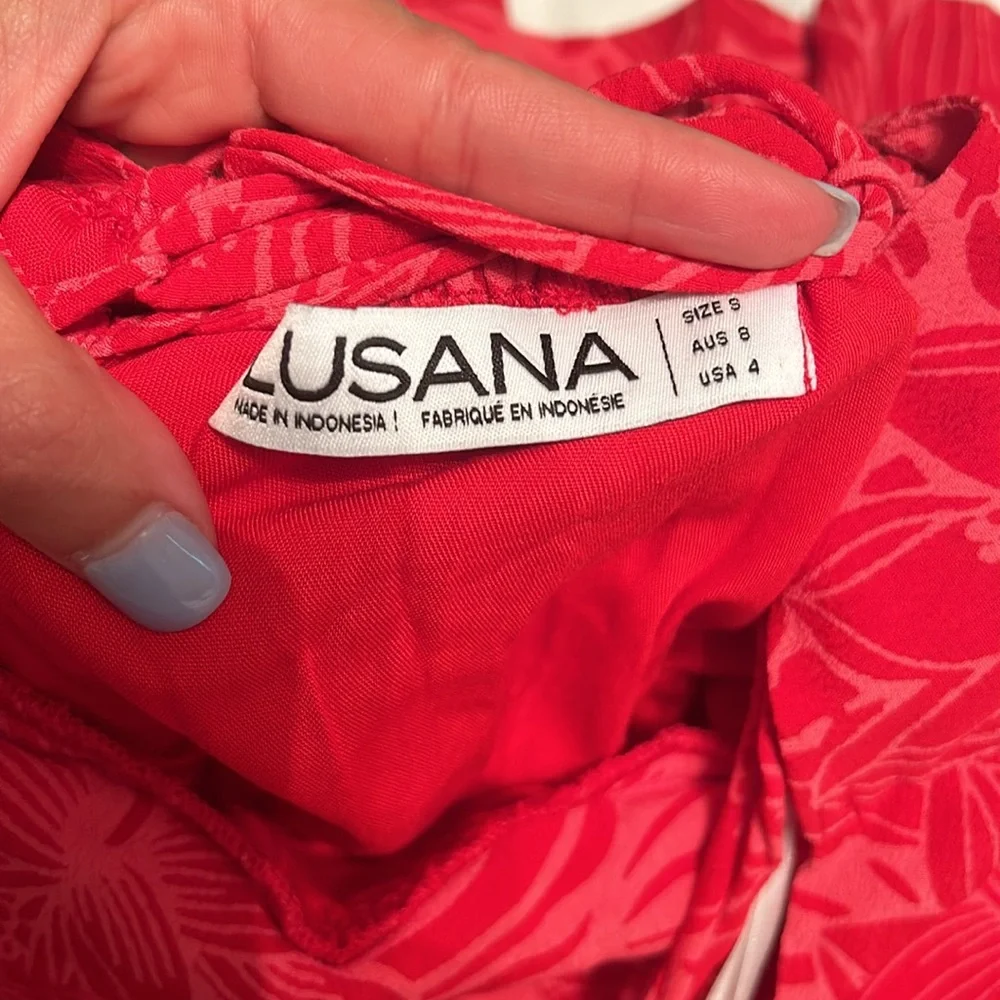 LUSANA
MADE IN INDONESIA | FABRIQUÉ EN INDONÉSIE
SIZE S
AUS 8
USA 4